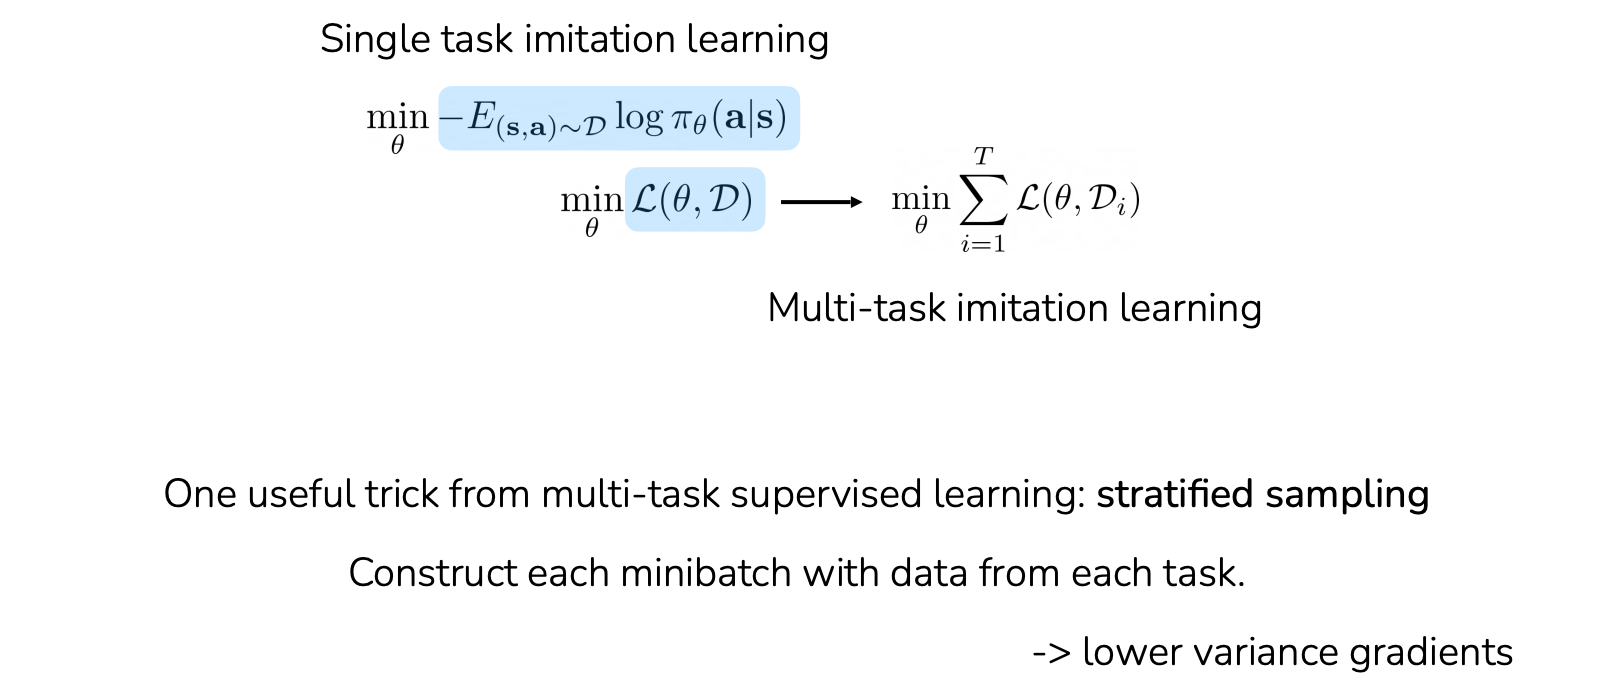 Single task imitation learning
$\min_{\theta} -E_{(\mathbf{s},\mathbf{a})\sim\mathcal{D}} \log \pi_{\theta}(\mathbf{a}|\mathbf{s})$
$\min_{\theta} \mathcal{L}(\theta, \mathcal{D}) \longrightarrow \min_{\theta} \sum_{i=1}^{T} \mathcal{L}(\theta, \mathcal{D}_i)$
Multi-task imitation learning
One useful trick from multi-task supervised learning: stratified sampling
Construct each minibatch with data from each task.
-> lower variance gradients